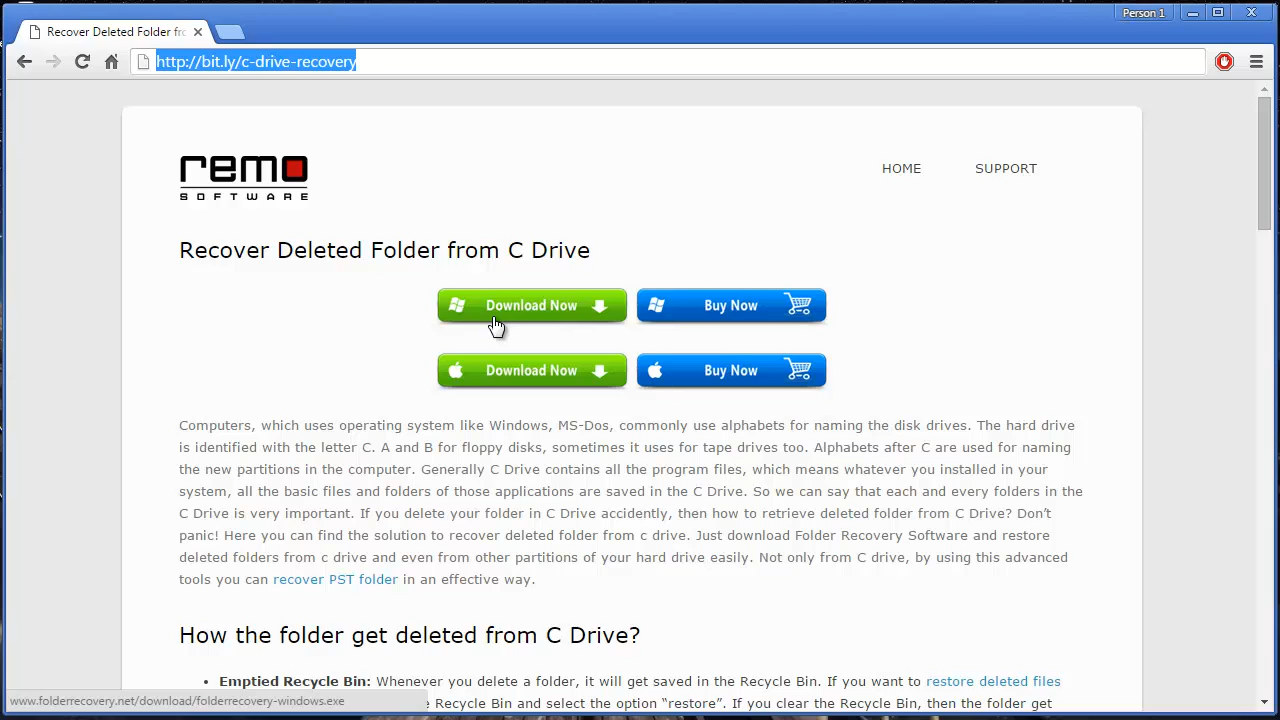 Person 1
Recover Deleted Folder fr
http://bit.ly/c-drive-recovery
remo
SOFTWARE
HOME SUPPORT
Recover Deleted Folder from C Drive
Download Now Buy Now
Download Now Buy Now
Computers, which uses operating system like Windows, MS-Dos, commonly use alphabets for naming the disk drives. The hard drive
is identified with the letter C. A and B for floppy disks, sometimes it uses for tape drives too. Alphabets after C are used for naming
the new partitions in the computer. Generally C Drive contains all the program files, which means whatever you installed in your
system, all the basic files and folders of those applications are saved in the C Drive. So we can say that each and every folders in the
C Drive is very important. If you delete your folder in C Drive accidently, then how to retrieve deleted folder from C Drive? Don't
panic! Here you can find the solution to recover deleted folder from c drive. Just download Folder Recovery Software and restore
deleted folders from c drive and even from other partitions of your hard drive easily. Not only from C drive, by using this advanced
tools you can recover PST folder in an effective way.
How the folder get deleted from C Drive?
• Emptied Recycle Bin: Whenever you delete a folder, it will get saved in the Recycle Bin. If you want to restore deleted files
Recycle Bin and select the option “restore”. If you clear the Recycle Bin, then the folder get
www.folderrecovery.net/download/folderrecovery-windows.exe